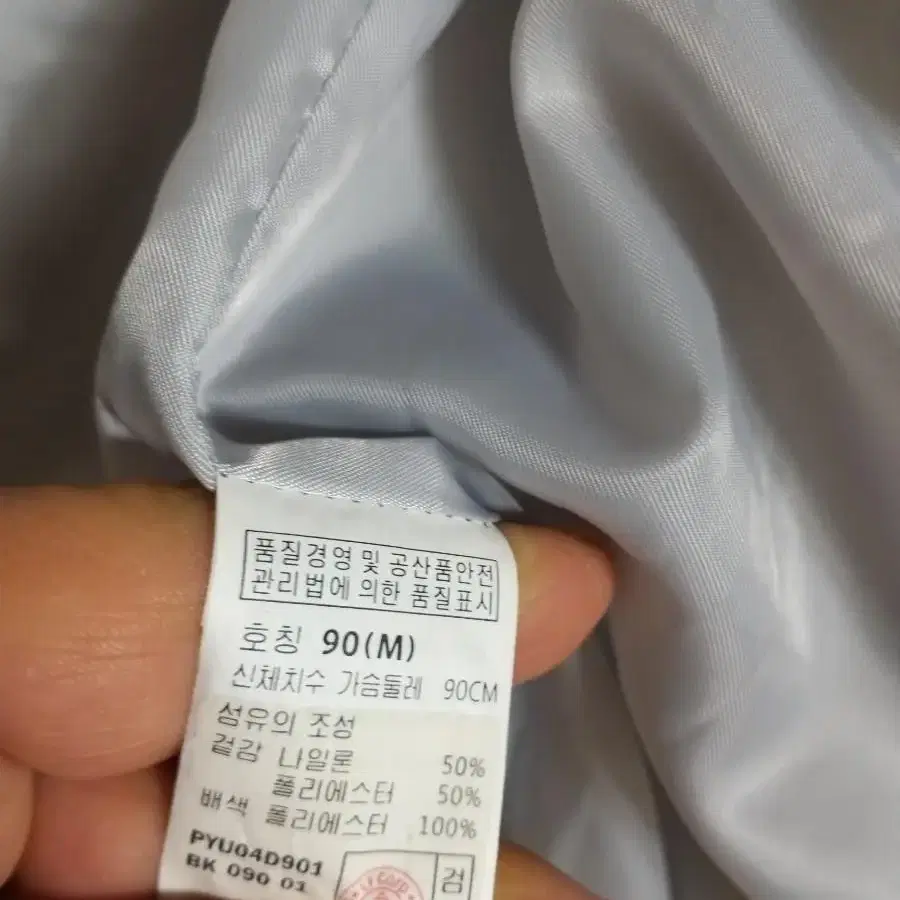 품질경영 및 공산품안전
관리법에 의한 품질표시
호칭 90(M)
신체치수 가슴둘레 90CM
섬유의 조성
겉감 나일론 50%
폴리에스터 50%
배색 폴리에스터 100%
PYU04D901
BK 090 01
검